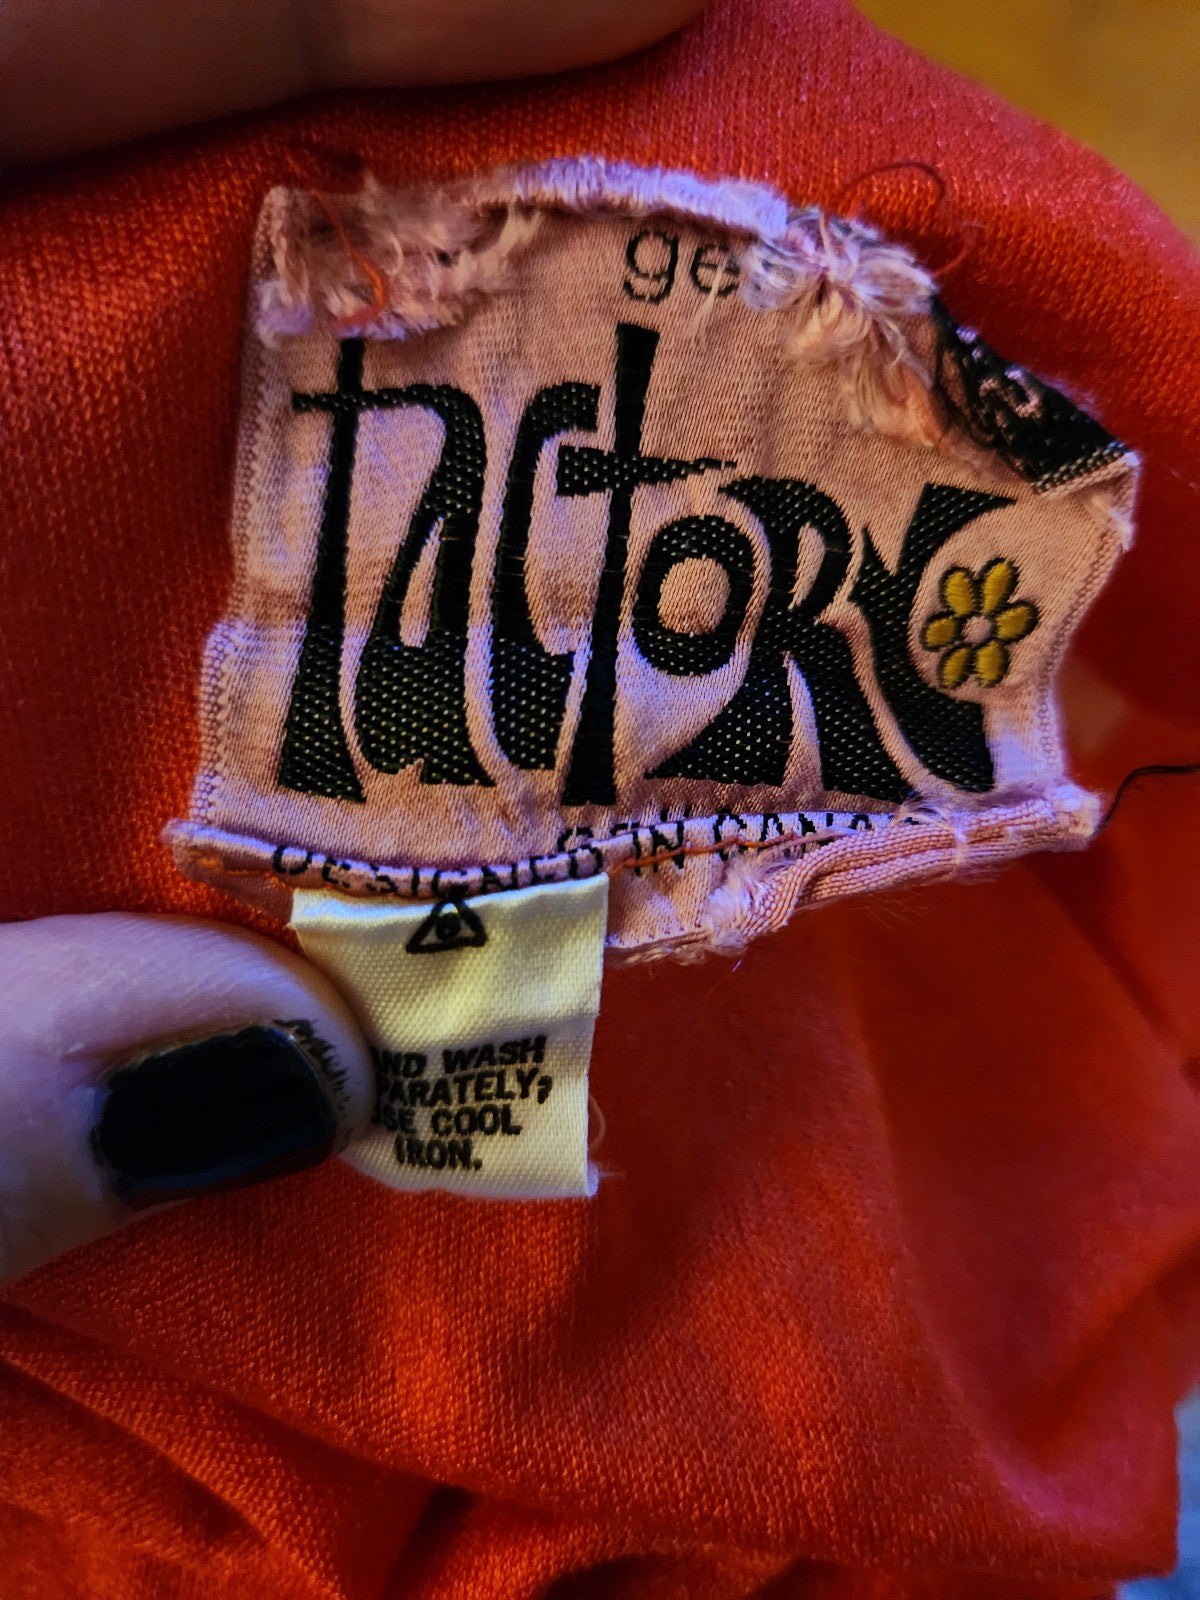 ge
FACTORY
DESIGNED IN CANA
AND WASH
PARATELY;
SE COOL
IRON.